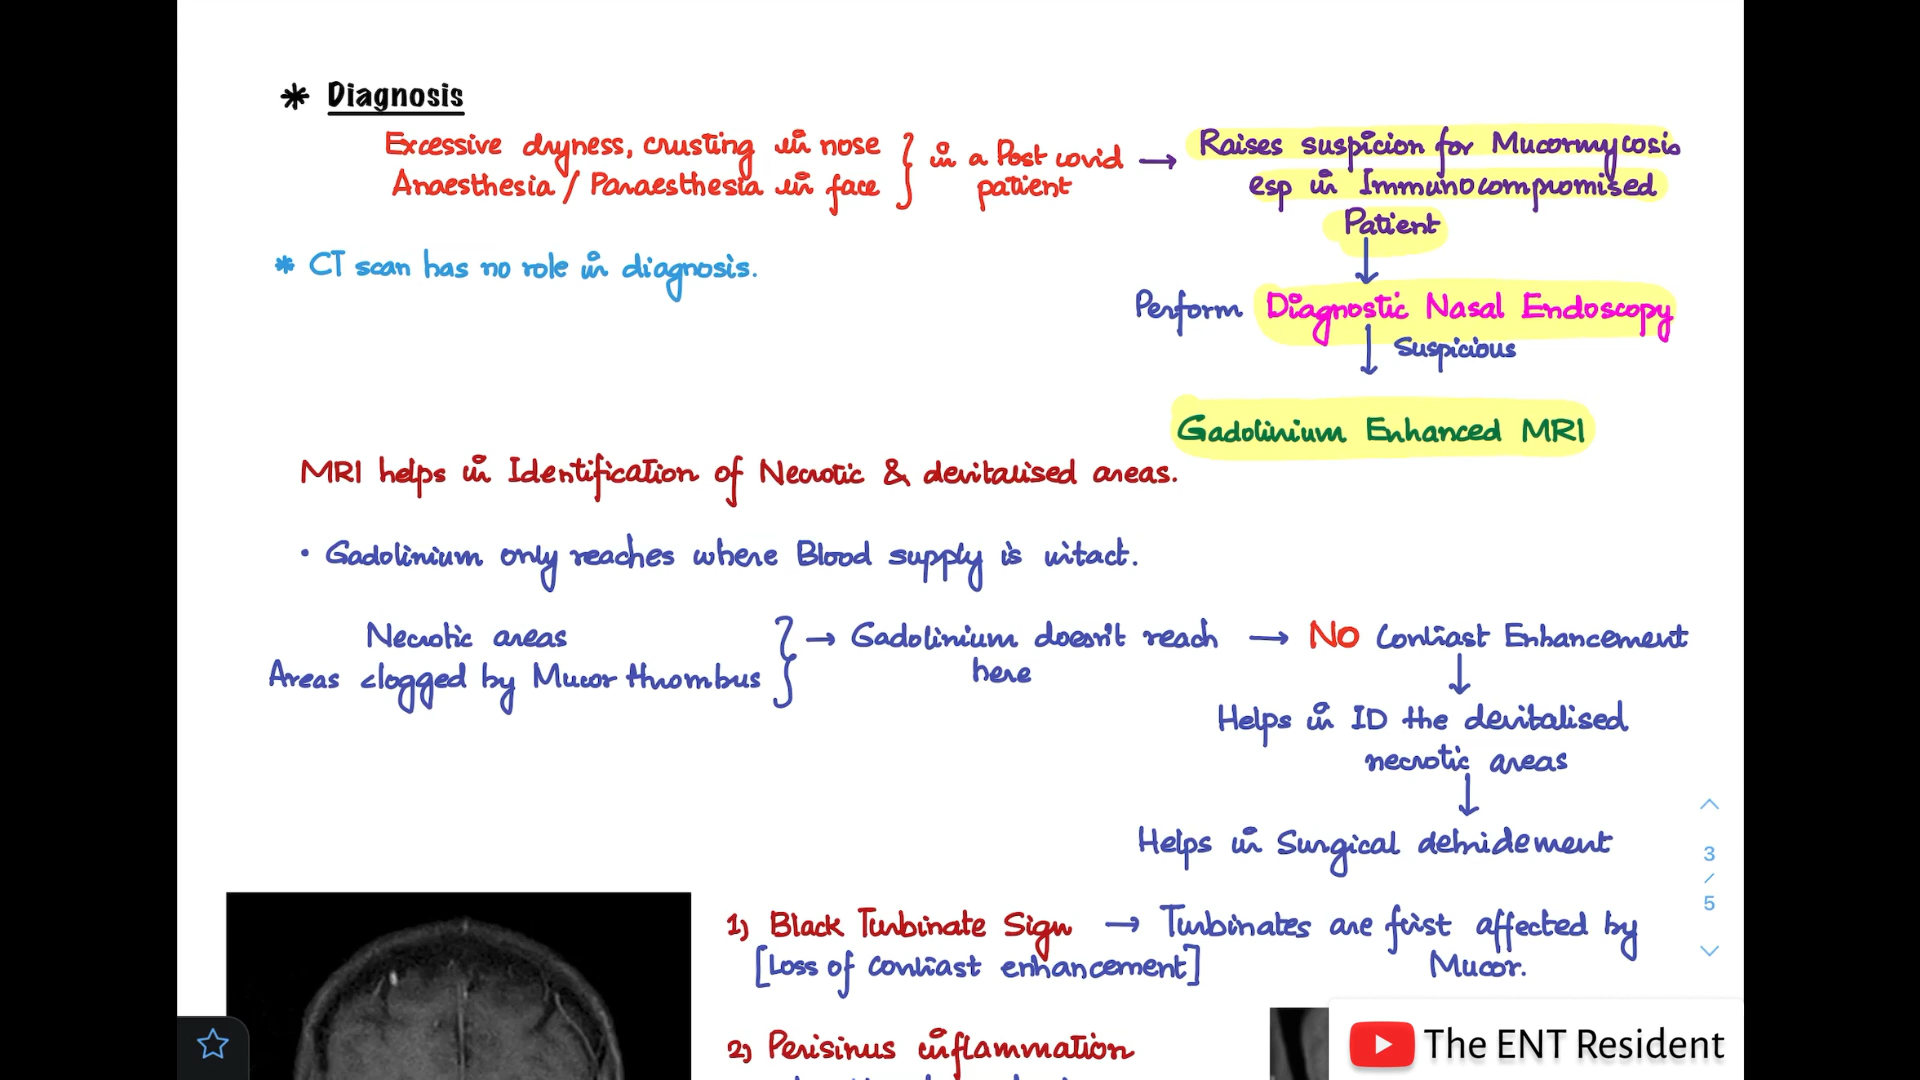 * Diagnosis
Excessive dryness, crusting in nose
Anaesthesia / Paraesthesia in face
in a Post covid
patient
→ Raises suspicion for Mucormycosis
esp in Immunocompromised
Patient
* CT scan has no role in diagnosis.
Perform Diagnostic Nasal Endoscopy
Suspicious
Gadolinium Enhanced MRI
MRI helps in Identification of Necrotic & devitalised areas.
• Gadolinium only reaches where Blood supply is intact.
Necrotic areas
Areas clogged by Mucor thrombus
→ Gadolinium doesn't reach
here
→ NO Contrast Enhancement
Helps in ID the devitalised
necrotic areas
Helps in Surgical debridement
1) Black Turbinate Sign → Turbinates are first affected by
Mucor.
[Loss of contrast enhancement]
2) Perisinus inflammation
3
/
5
The ENT Resident